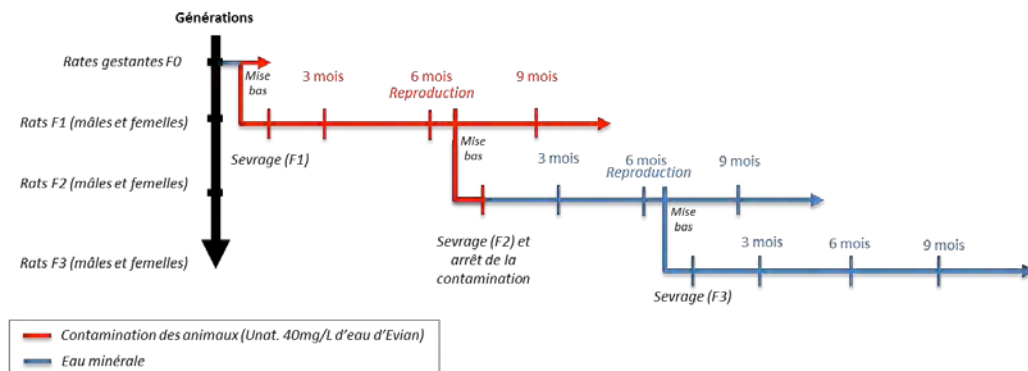 Générations
Rates gestantes F0
Mise
bas
3 mois
6 mois
Reproduction
9 mois
Rats F1 (mâles et femelles)
Sevrage (F1)
Mise
bas
3 mois
6 mois
Reproduction
9 mois
Rats F2 (mâles et femelles)
Sevrage (F2) et
arrêt de la
contamination
Mise
bas
3 mois
6 mois
9 mois
Rats F3 (mâles et femelles)
Sevrage (F3)
Contamination des animaux (Unat. 40mg/L d'eau d'Evian)
Eau minérale